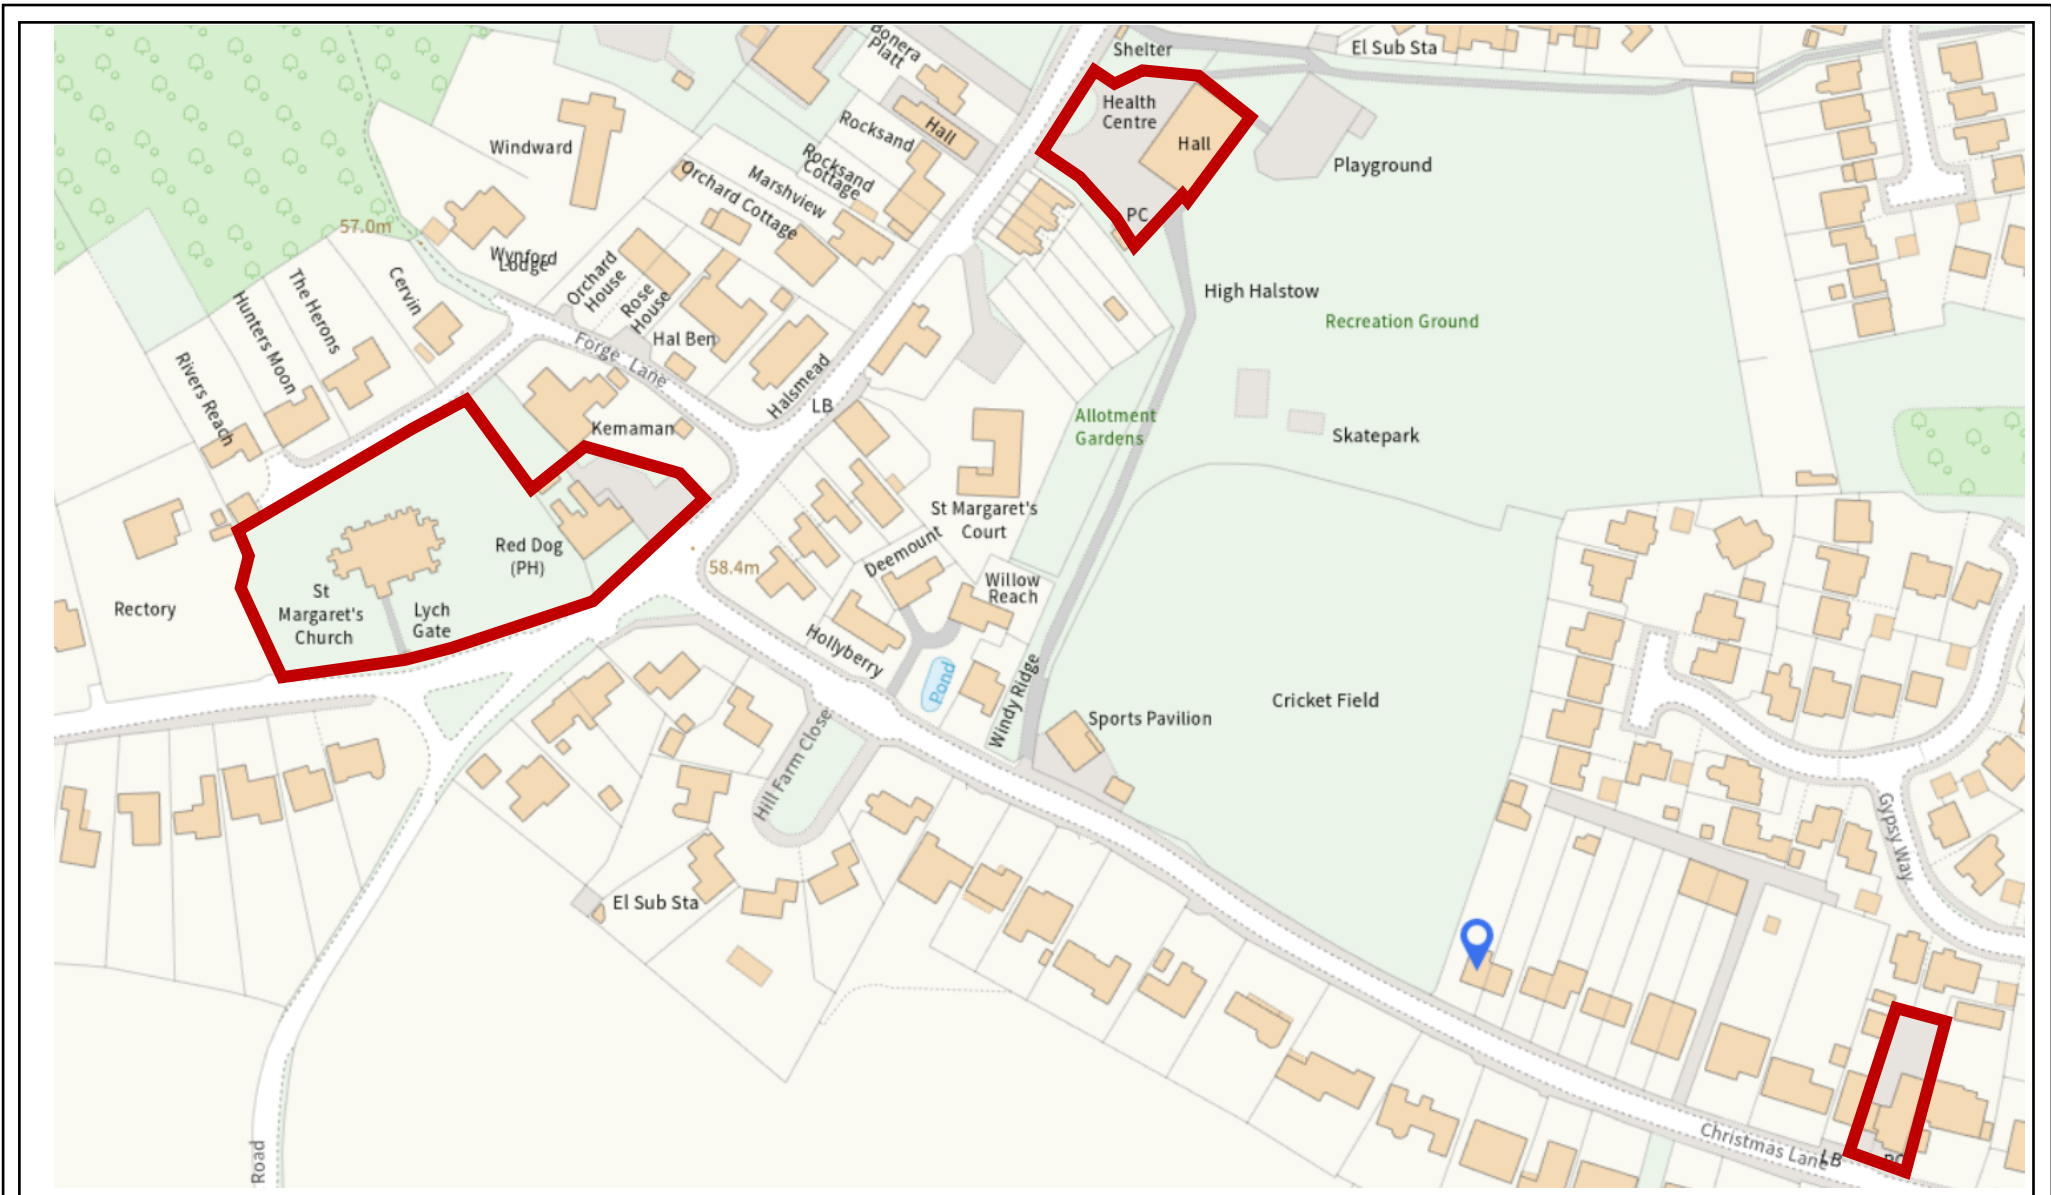 Bonera
Platt
Shelter
El Sub Sta
Health
Centre
Hall
Hall
Rocksand
Windward
Rocksand
Cottage
Marshview
Orchard Cottage
Playground
PC
57.0m
Wynford
Lodge
Orchard
House
Rose
House
Cervin
The Herons
Hunters Moon
Rivers Reach
High Halstow
Recreation Ground
Hal Ben
Forge Lane
Halsmead
LB
Kemaman
Allotment
Gardens
Skatepark
St Margaret's
Court
Red Dog
(PH)
Deemount
58.4m
Willow
Reach
St
Margaret's
Church
Lych
Gate
Rectory
Hollyberry
Pond
Windy Ridge
Sports Pavilion
Cricket Field
Hill Farm Close
Gypsy Way
El Sub Sta
Christmas Lane
LB
Road